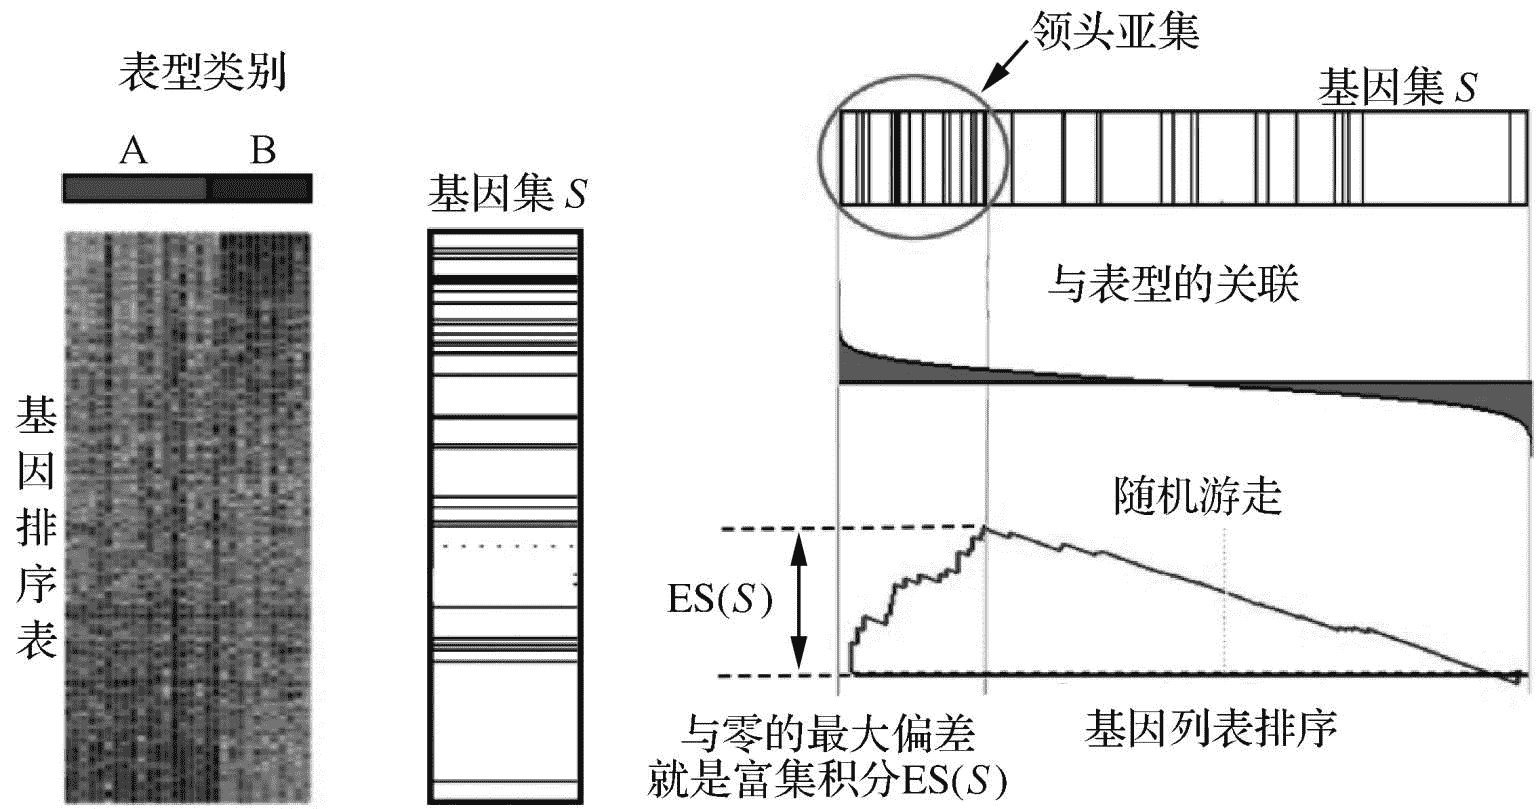 表型类别
A
B
基因排序表
基因集 S
领头亚集
基因集 S
与表型的关联
随机游走
ES(S)
与零的最大偏差
就是富集积分ES(S)
基因列表排序